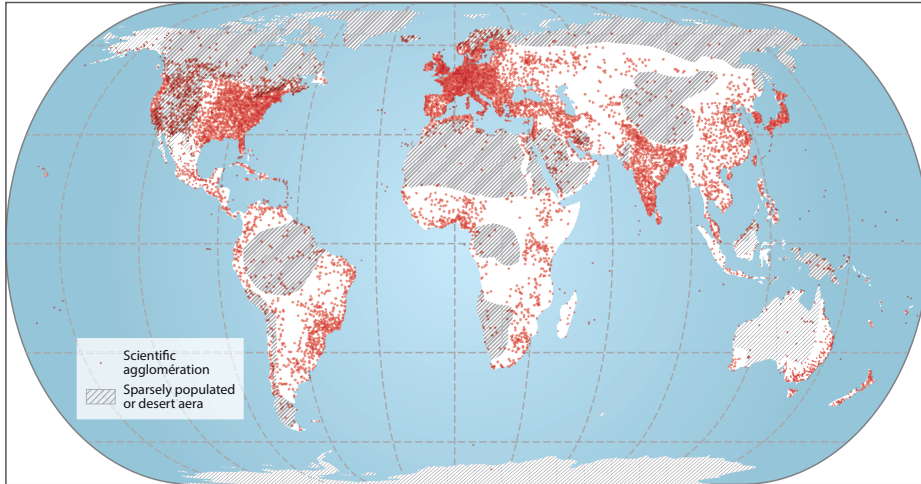 Scientific
agglomération
Sparsely populated
or desert aera